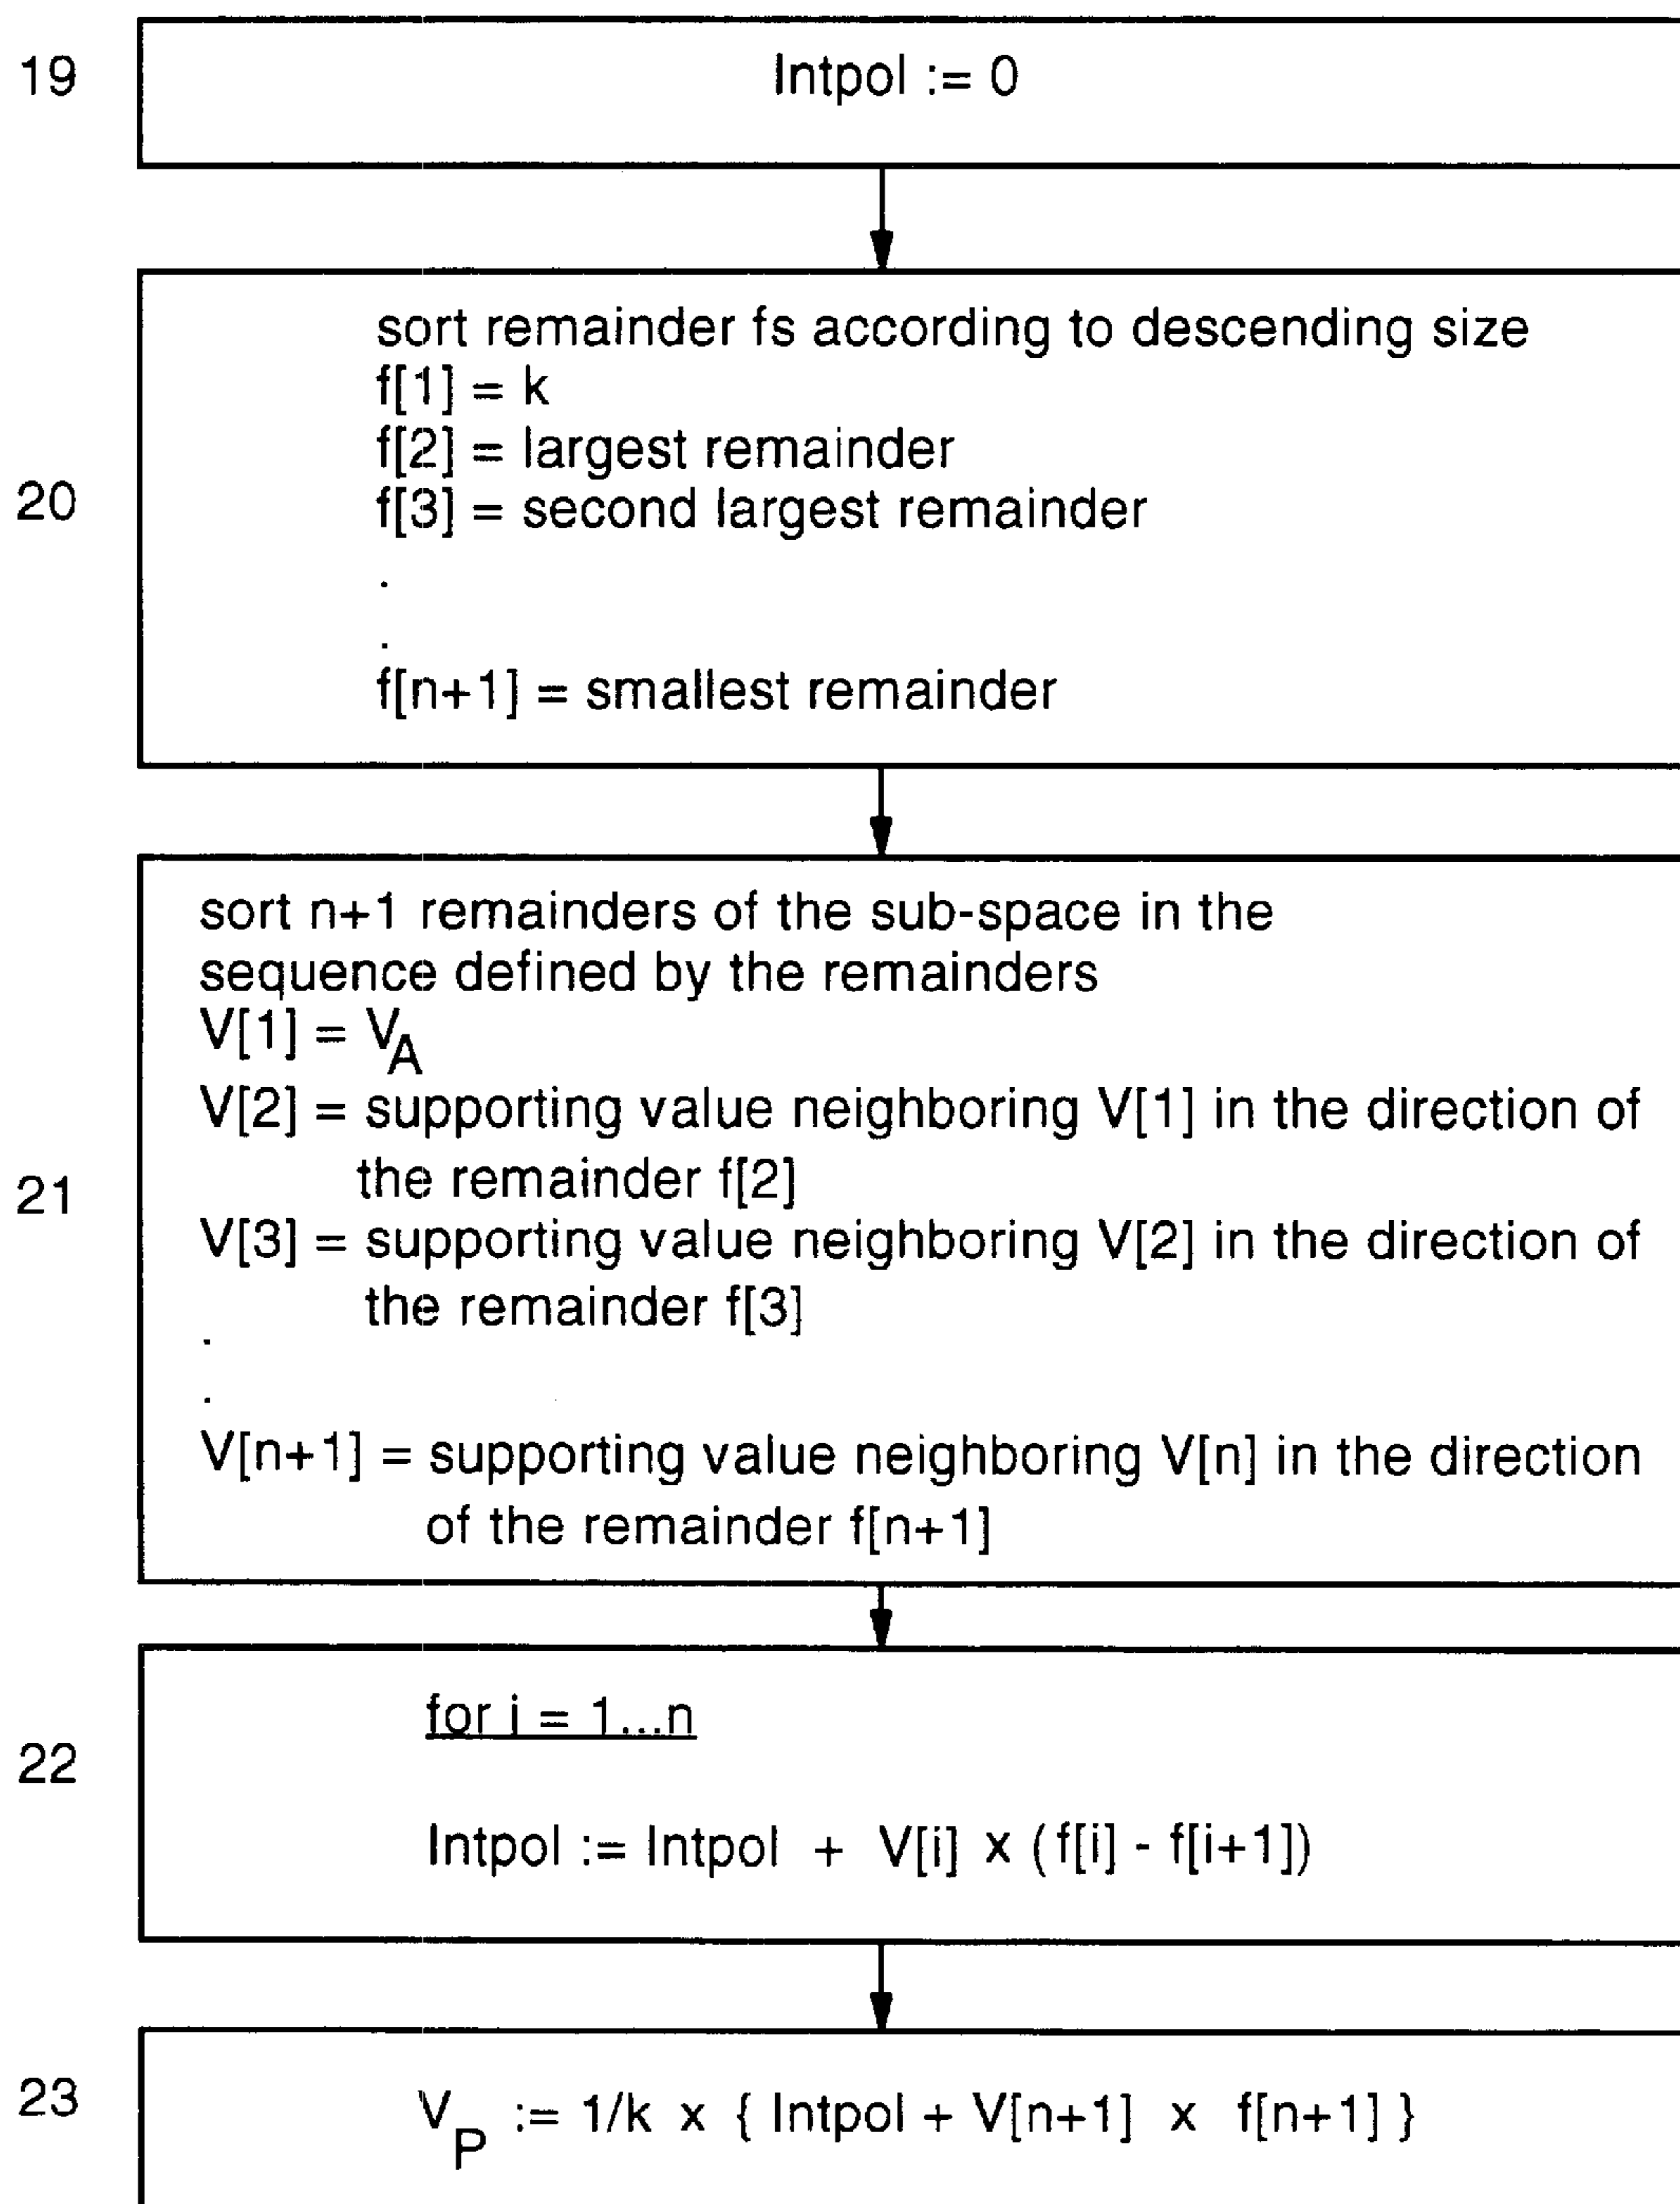 19
Intpol := 0
20
sort remainder fs according to descending size
f[1] = k
f[2] = largest remainder
f[3] = second largest remainder
.
.
f[n+1] = smallest remainder
21
sort n+1 remainders of the sub-space in the
sequence defined by the remainders
V[1] = VA
V[2] = supporting value neighboring V[1] in the direction of
the remainder f[2]
V[3] = supporting value neighboring V[2] in the direction of
the remainder f[3]
.
.
V[n+1] = supporting value neighboring V[n] in the direction
of the remainder f[n+1]
22
for i = 1...n
Intpol := Intpol + V[i] x (f[i] - f[i+1])
23
VP := 1/k x { Intpol + V[n+1] x f[n+1] }